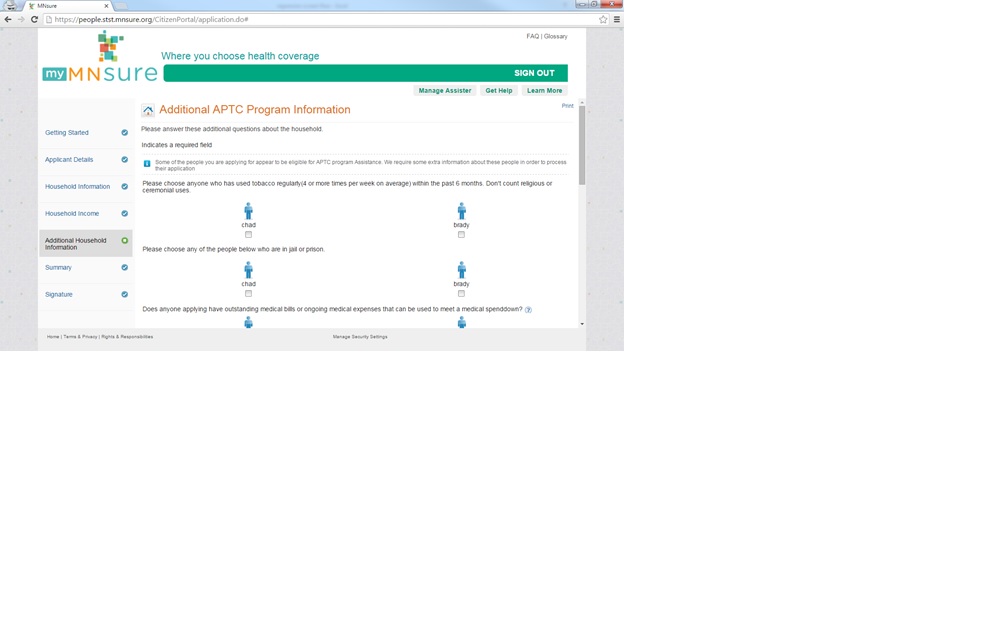 MNsure
https://people.stst.mnsure.org/CitizenPortal/application.do#
FAQ | Glossary
Where you choose health coverage
my MNsure
SIGN OUT
Manage Assister Get Help Learn More
Additional APTC Program Information
Print
Please answer these additional questions about the household.
Indicates a required field
Some of the people you are applying for appear to be eligible for APTC program Assistance. We require some extra information about these people in order to process
their application
Please choose anyone who has used tobacco regularly(4 or more times per week on average) within the past 6 months. Don't count religious or
ceremonial uses.
chad brady
Please choose any of the people below who are in jail or prison.
chad brady
Does anyone applying have outstanding medical bills or ongoing medical expenses that can be used to meet a medical spenddown? ?
Getting Started
Applicant Details
Household Information
Household Income
Additional Household
Information
Summary
Signature
Home | Terms & Privacy | Rights & Responsibilities
Manage Security Settings